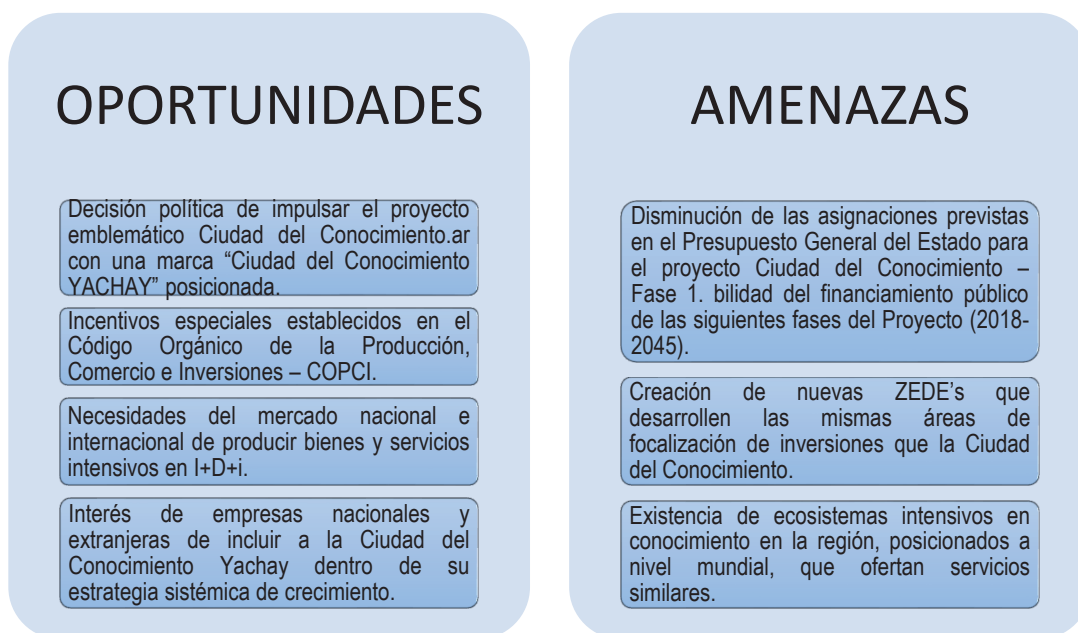 OPORTUNIDADES
Decisión política de impulsar el proyecto
emblemático Ciudad del Conocimiento.ar
con una marca “Ciudad del Conocimiento
YACHAY” posicionada.
Incentivos especiales establecidos en el
Código Orgánico de la Producción,
Comercio e Inversiones – COPCI.
Necesidades del mercado nacional e
internacional de producir bienes y servicios
intensivos en I+D+i.
Interés de empresas nacionales y
extranjeras de incluir a la Ciudad del
Conocimiento Yachay dentro de su
estrategia sistémica de crecimiento.
AMENAZAS
Disminución de las asignaciones previstas
en el Presupuesto General del Estado para
el proyecto Ciudad del Conocimiento –
Fase 1. bilidad del financiamiento público
de las siguientes fases del Proyecto (2018-
2045).
Creación de nuevas ZEDE’s que
desarrollen las mismas áreas de
focalización de inversiones que la Ciudad
del Conocimiento.
Existencia de ecosistemas intensivos en
conocimiento en la región, posicionados a
nivel mundial, que ofertan servicios
similares.